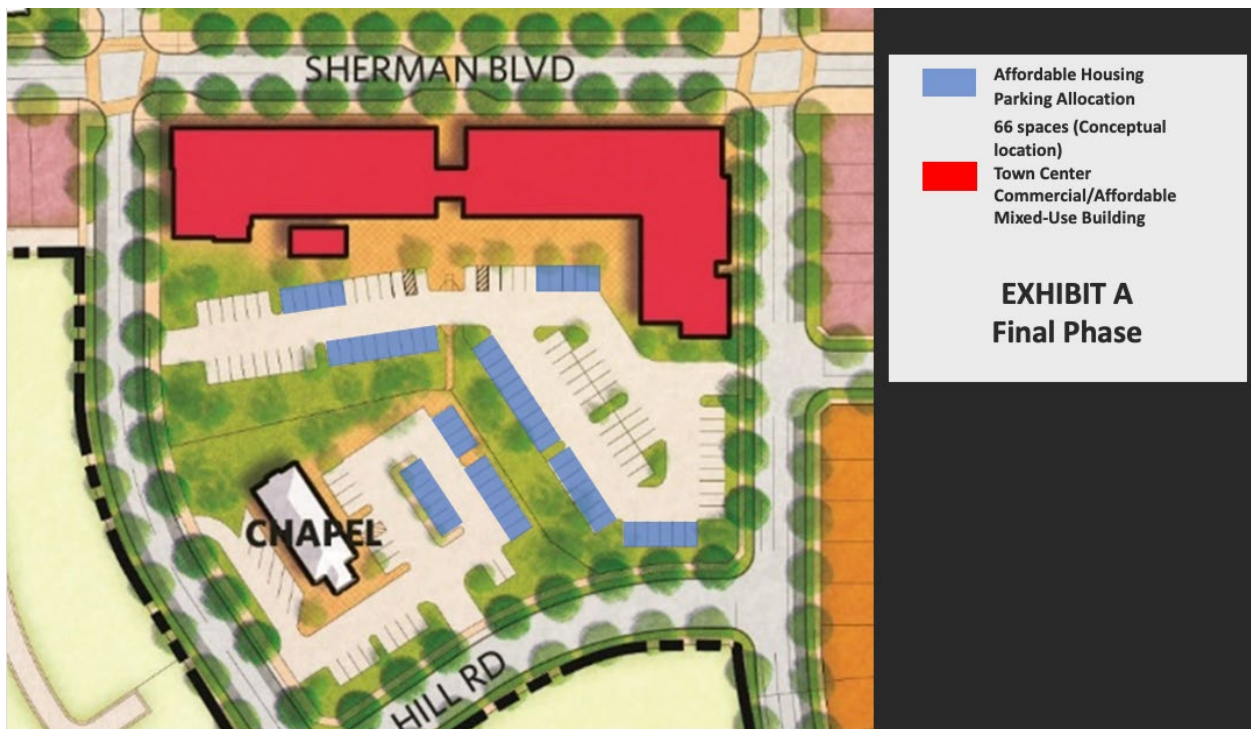 SHERMAN BLVD
CHAPEL
HILL RD
Affordable Housing
Parking Allocation
66 spaces (Conceptual
location)
Town Center
Commercial/Affordable
Mixed-Use Building
EXHIBIT A
Final Phase